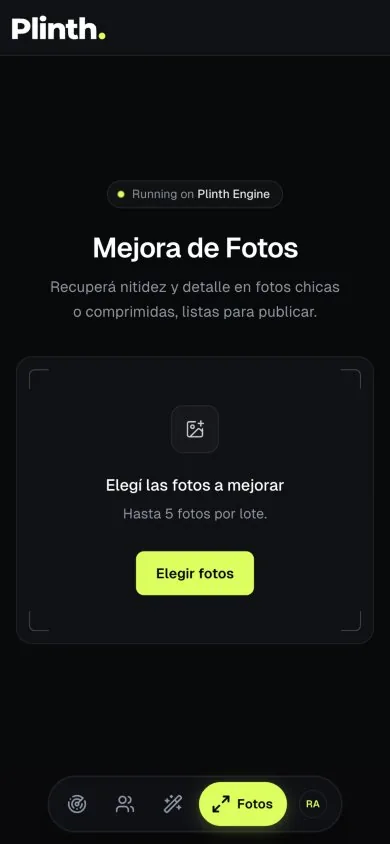 Plinth.
Running on Plinth Engine
Mejora de Fotos
Recuperá nitidez y detalle en fotos chicas
o comprimidas, listas para publicar.
Elegí las fotos a mejorar
Hasta 5 fotos por lote.
Elegir fotos
Fotos
RA